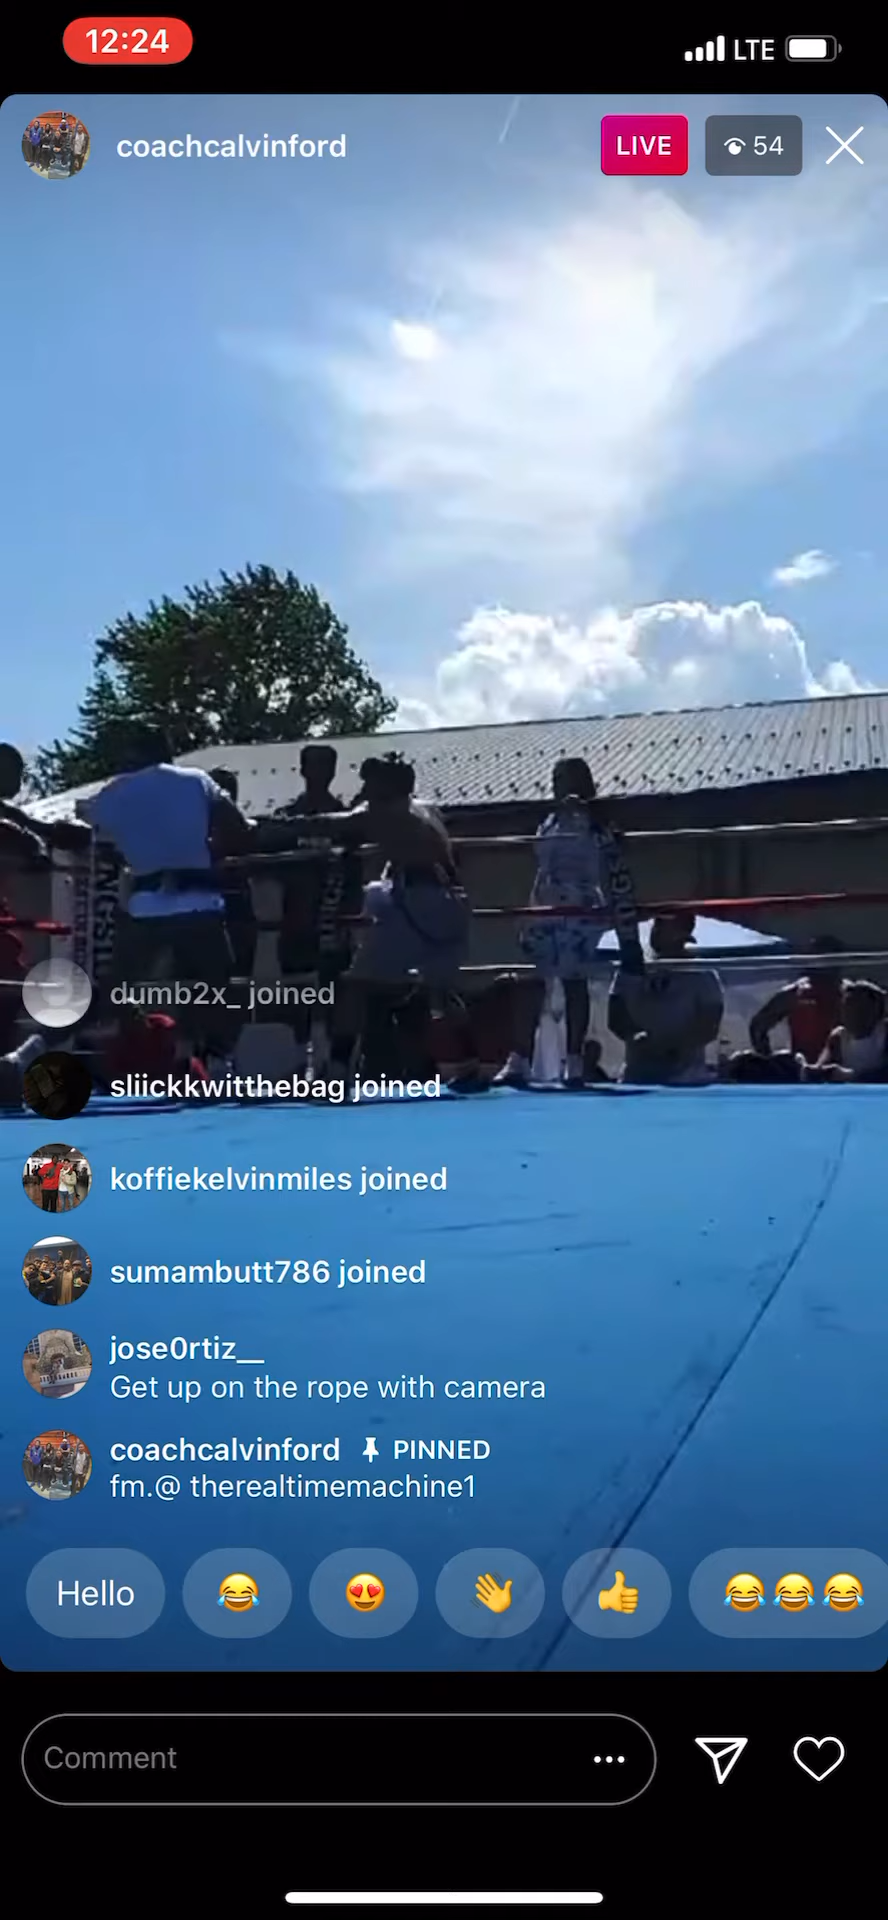 12:24
LTE
coachcalvinford
LIVE
54
dumb2x_ joined
sliickkwitthebag joined
koffiekelvinmiles joined
sumambutt786 joined
jose0rtiz__
Get up on the rope with camera
coachcalvinford PINNED
fm.@ therealtimemachine1
Hello
Comment